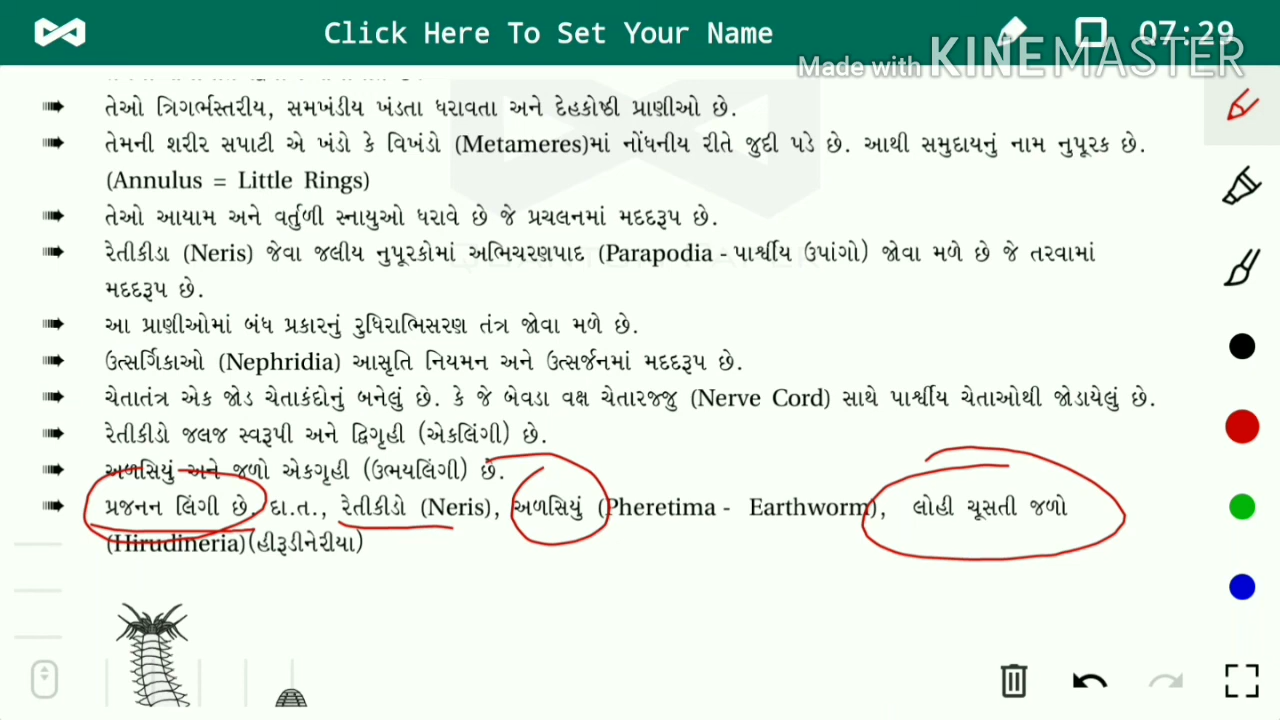 Click Here To Set Your Name
07:29
Made with KINEMASTER
તેઓ ત્રિગર્ભસ્તરીય, સમખંડીય ખંડતા ધરાવતા અને દેહકોષ્ઠી પ્રાણીઓ છે.
તેમની શરીર સપાટી એ ખંડો કે વિખંડો (Metameres)માં નોંધનીય રીતે જુદી પડે છે. આથી સમુદાયનું નામ નુપૂરક છે.
(Annulus = Little Rings)
તેઓ આયામ અને વર્તુળી સ્નાયુઓ ધરાવે છે જે પ્રચલનમાં મદદરૂપ છે.
રેતીકીડા (Neris) જેવા જલીય નુપૂરકોમાં અભિચરણપાદ (Parapodia - પાર્શ્વીય ઉપાંગો) જોવા મળે છે જે તરવામાં
મદદરૂપ છે.
આ પ્રાણીઓમાં બંધ પ્રકારનું રુધિરાભિસરણ તંત્ર જોવા મળે છે.
ઉત્સર્ગિકાઓ (Nephridia) આસૃતિ નિયમન અને ઉત્સર્જનમાં મદદરૂપ છે.
ચેતાતંત્ર એક જોડ ચેતાકંદોનું બનેલું છે. કે જે બેવડા વક્ષ ચેતારજ્જુ (Nerve Cord) સાથે પાર્શ્વીય ચેતાઓથી જોડાયેલું છે.
રેતીકીડો જલજ સ્વરૂપી અને દ્વિગૃહી (એકલિંગી) છે.
અળસિયું અને જળો એકગૃહી (ઉભયલિંગી) છે.
પ્રજનન લિંગી છે. દા.ત., રેતીકીડો (Neris), અળસિયું (Pheretima - Earthworm), લોહી ચૂસતી જળો
(Hirudineria)(હીરૂડીનેરીયા)